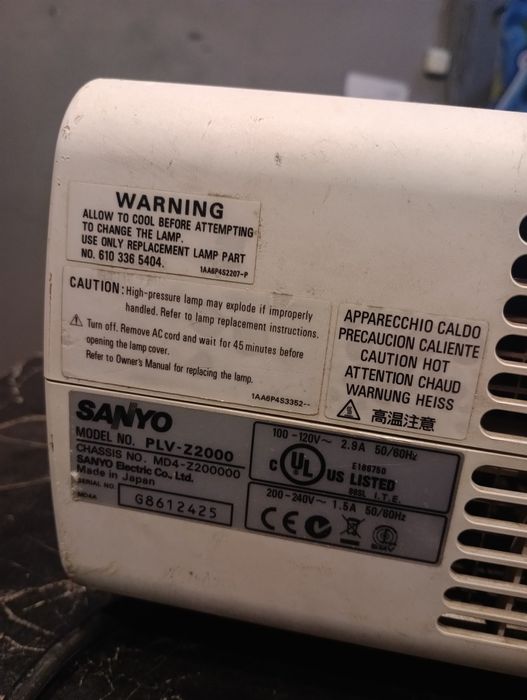 WARNING
ALLOW TO COOL BEFORE ATTEMPTING
TO CHANGE THE LAMP.
USE ONLY REPLACEMENT LAMP PART
NO. 610 336 5404.
1AA6P4S2207-P
CAUTION: High-pressure lamp may explode if improperly
handled. Refer to lamp replacement instructions.
Turn off. Remove AC cord and wait for 45 minutes before
opening the lamp cover.
Refer to Owner's Manual for replacing the lamp.
1AA6P4S3352--
APPARECCHIO CALDO
PRECAUCION CALIENTE
CAUTION HOT
ATTENTION CHAUD
WARNUNG HEISS
高温注意
SANYO
MODEL NO. PLV-Z2000
CHASSIS NO. MD4-Z200000
SANYO Electric Co., Ltd.
Made in Japan
SERIAL NO.
MD4A
G8612425
100-120V~ 2.9A 50/60Hz
C UL US LISTED
E186750
86SL I.T.E.
200-240V~ 1.5A 50/60Hz
CE